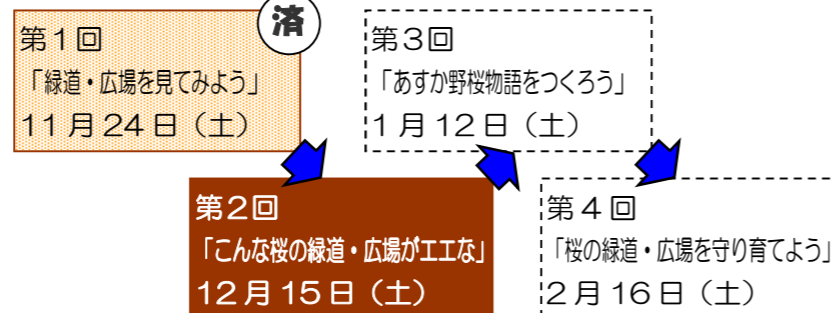 済
第1回
「緑道・広場を見てみよう」
11月24日（土）
第2回
「こんな桜の緑道・広場がエエな」
12月15日（土）
第3回
「あすか野桜物語をつくろう」
1月12日（土）
第4回
「桜の緑道・広場を守り育てよう」
2月16日（土）